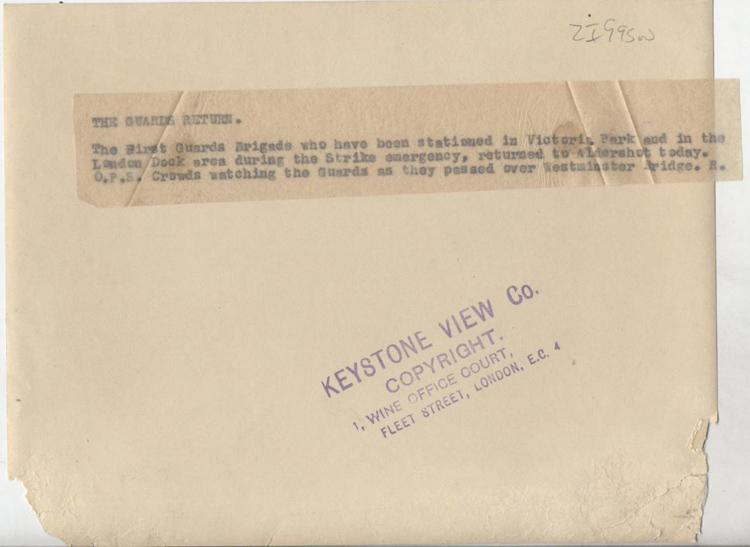 THE GUARDS RETURN.
The First Guards Brigade who have been stationed in Victoria Park and in the
London Dock area during the Strike emergency, returned to Aldershot today.
O.P.S. Crowds watching the Guards as they passed over Westminster Bridge. R.
KEYSTONE VIEW Co.
COPYRIGHT.
1, WINE OFFICE COURT,
FLEET STREET, LONDON, E.C. 4